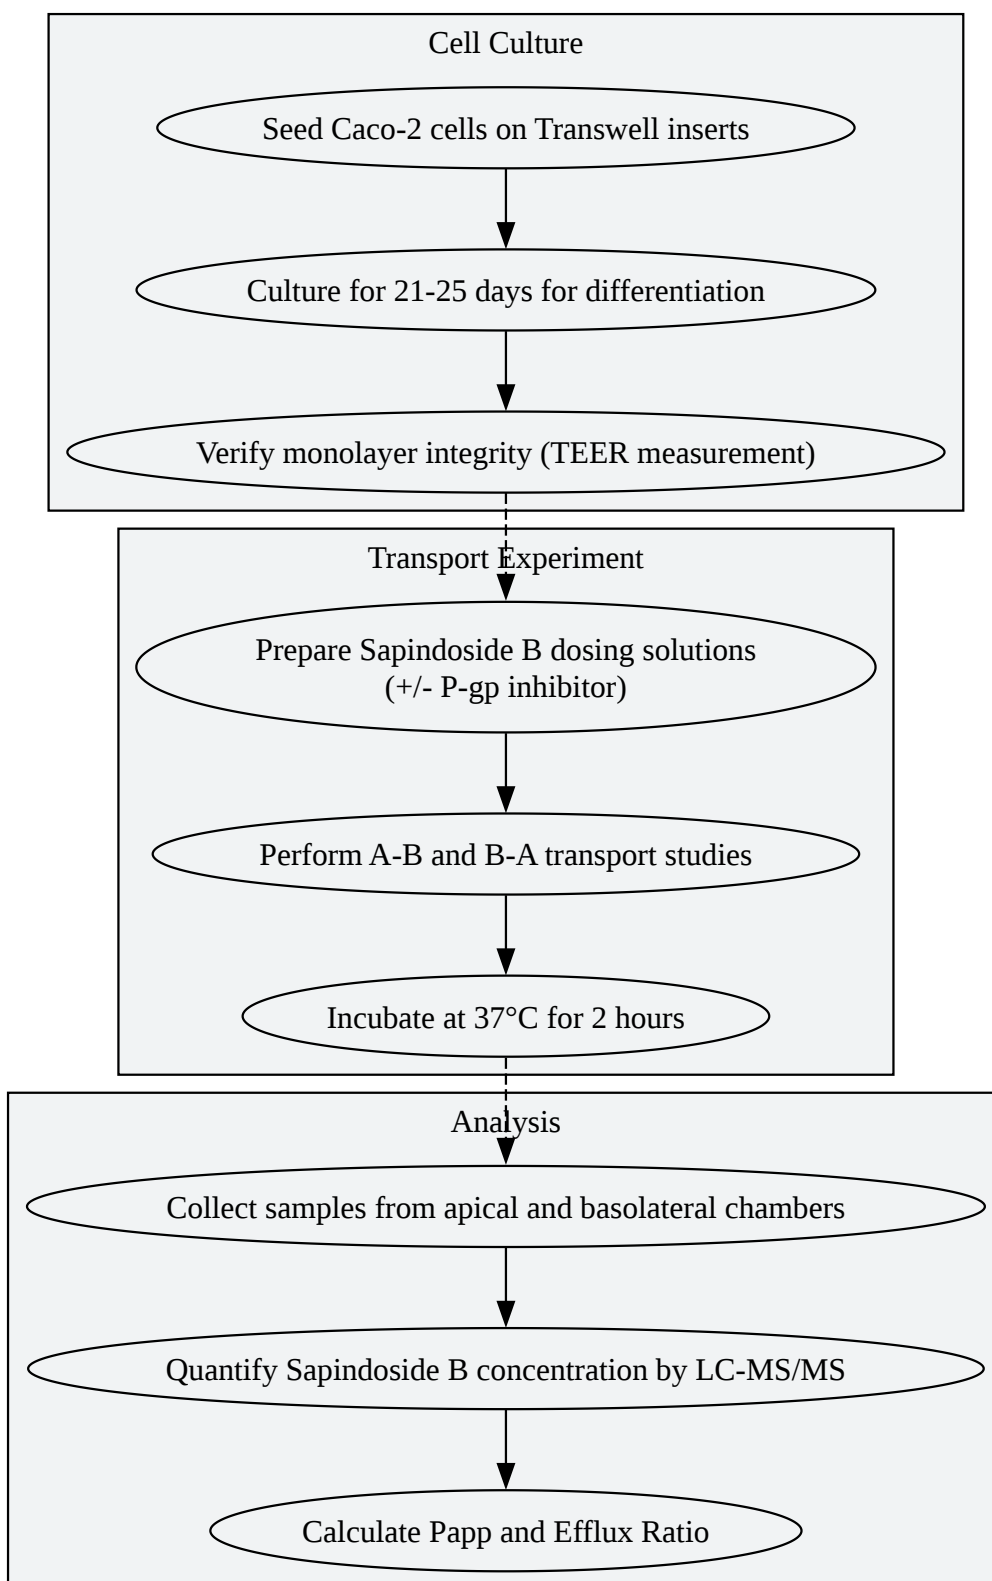 Cell Culture
Seed Caco-2 cells on Transwell inserts
Culture for 21-25 days for differentiation
Verify monolayer integrity (TEER measurement)
Transport Experiment
Prepare Sapindoside B dosing solutions
(+/- P-gp inhibitor)
Perform A-B and B-A transport studies
Incubate at 37°C for 2 hours
Analysis
Collect samples from apical and basolateral chambers
Quantify Sapindoside B concentration by LC-MS/MS
Calculate Papp and Efflux Ratio